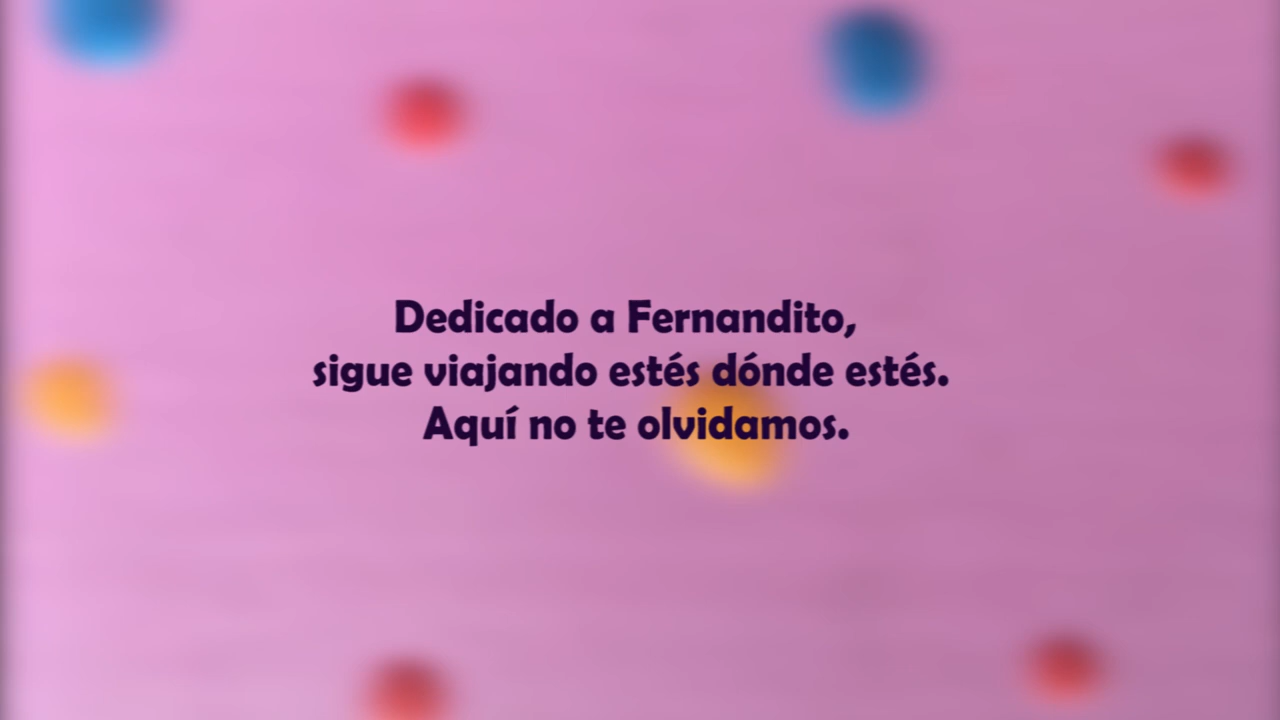 Dedicado a Fernandito,
sigue viajando estés dónde estés.
Aquí no te olvidamos.